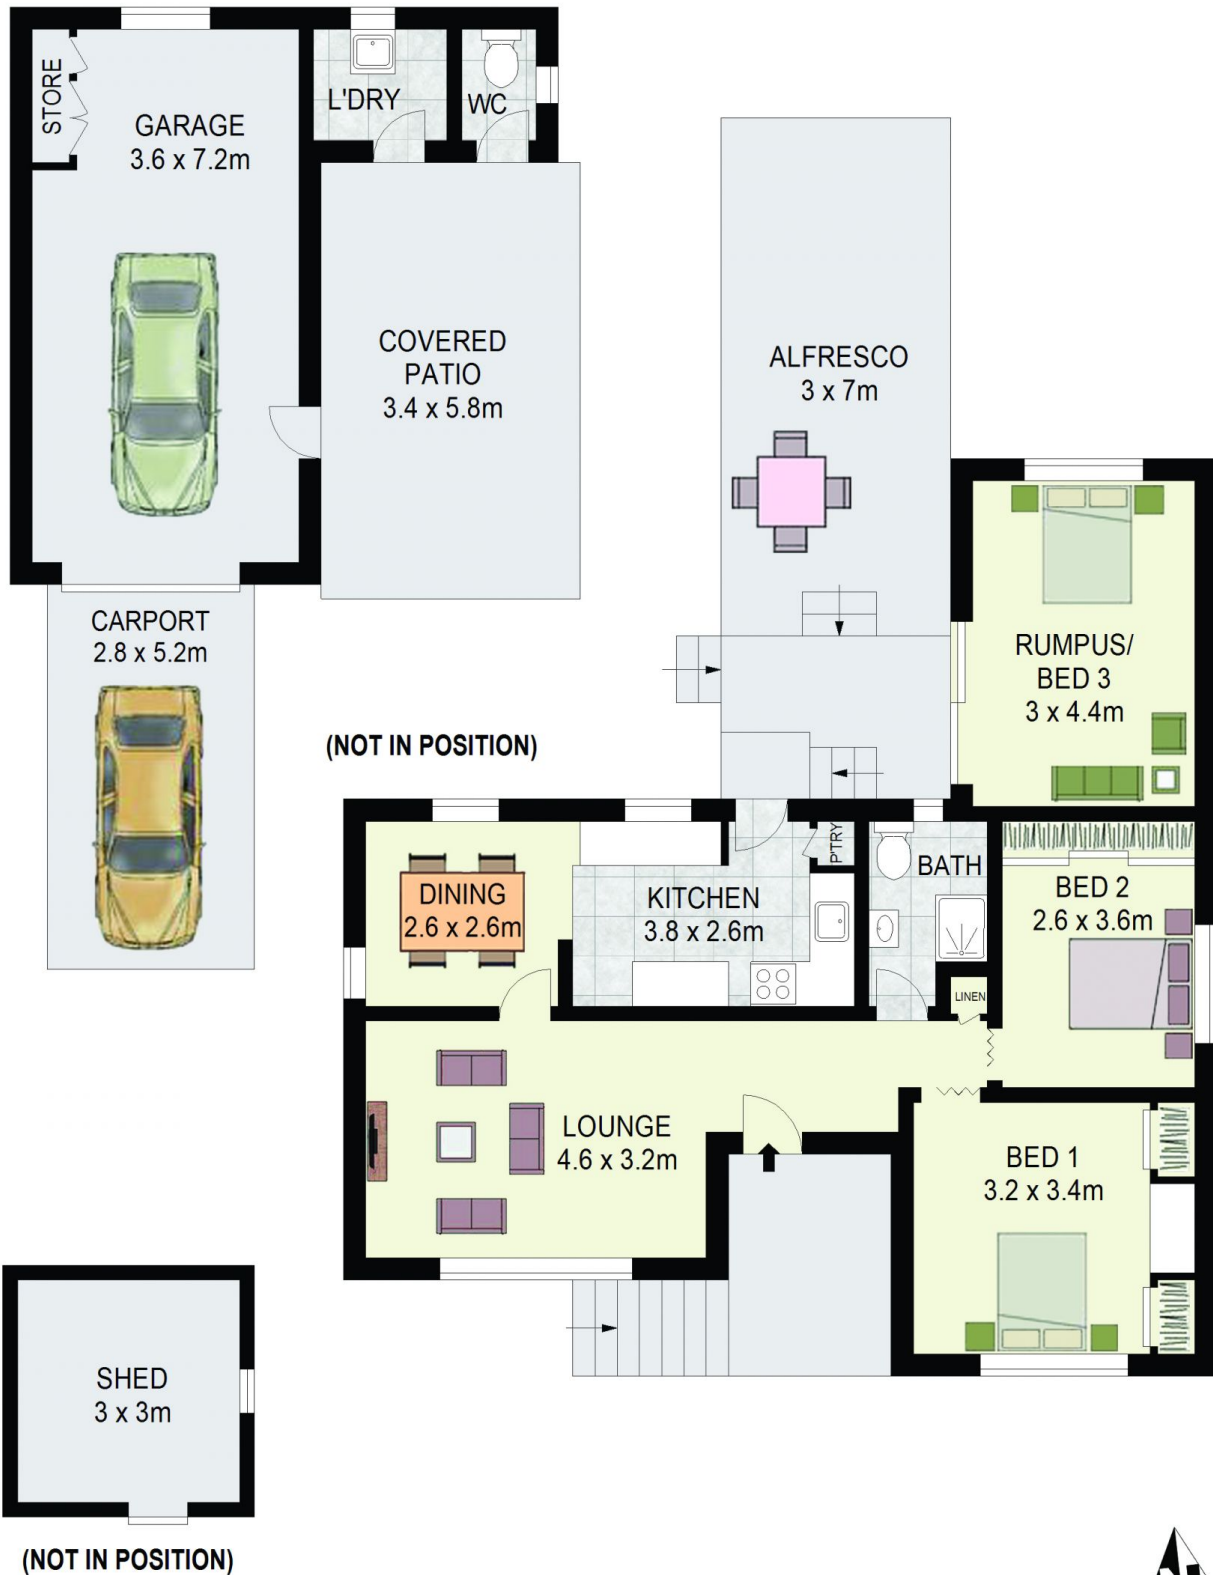 STORE
GARAGE
3.6 x 7.2m
L'DRY
WC
COVERED
PATIO
3.4 x 5.8m
ALFRESCO
3 x 7m
CARPORT
2.8 x 5.2m
RUMPUS/
BED 3
3 x 4.4m
(NOT IN POSITION)
DINING
2.6 x 2.6m
KITCHEN
3.8 x 2.6m
P'TRY
BATH
BED 2
2.6 x 3.6m
LINEN
LOUNGE
4.6 x 3.2m
BED 1
3.2 x 3.4m
SHED
3 x 3m
(NOT IN POSITION)